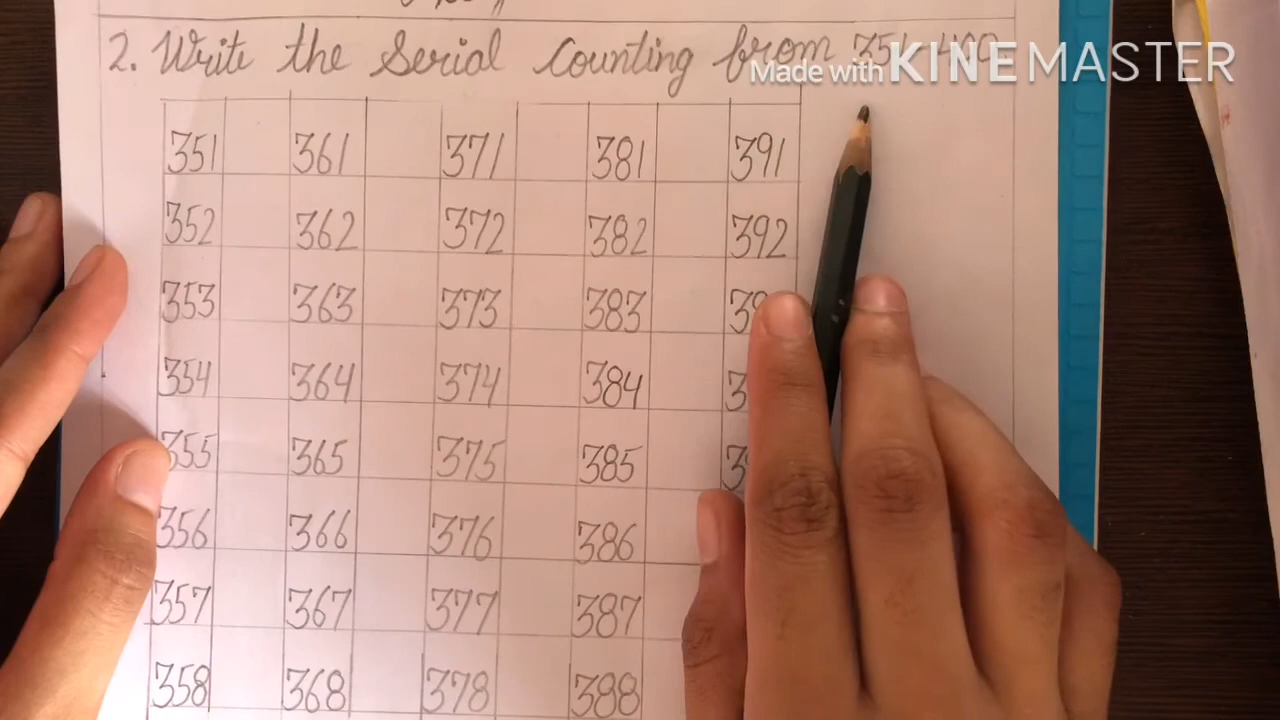 2. Write the Serial Counting from 351-400
Made with KINEMASTER
351 361 371 381 391
352 362 372 382 392
353 363 373 383
354 364 374 384
355 365 375 385
356 366 376 386
357 367 377 387
358 368 378 388